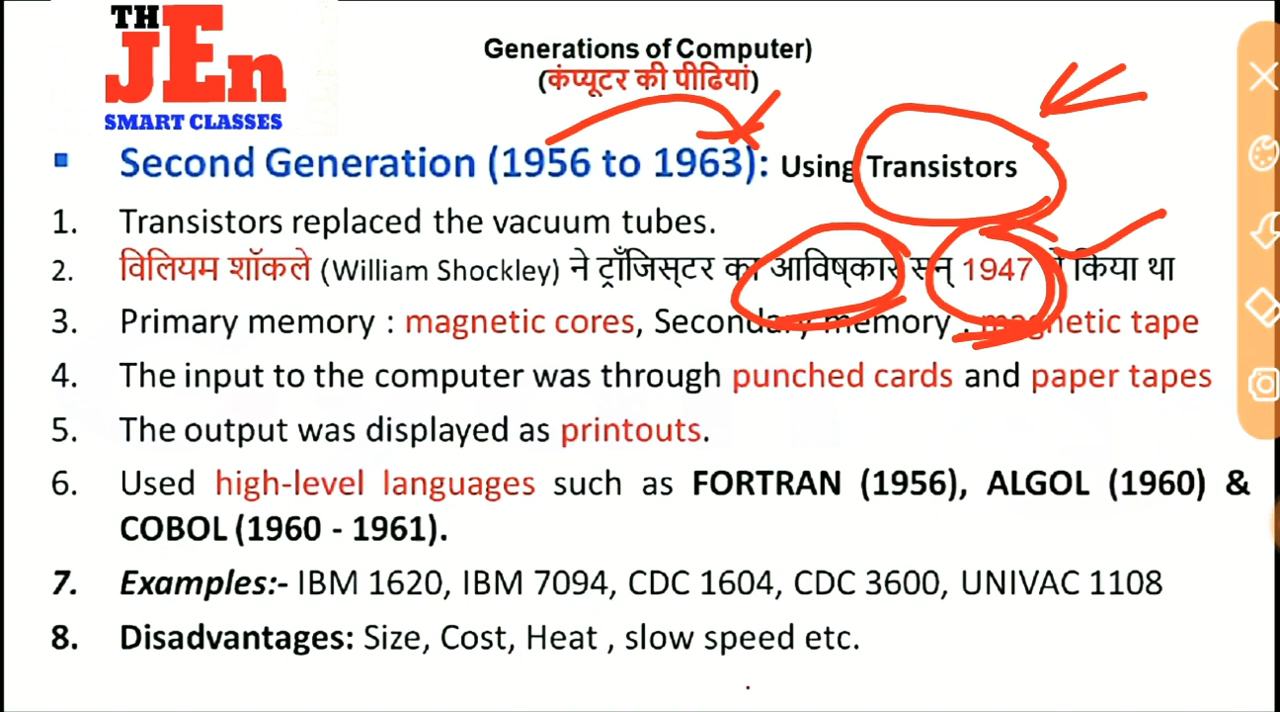 TH
JEn
SMART CLASSES
Generations of Computer)
(कंप्यूटर की पीढियां)
▪ Second Generation (1956 to 1963): Using Transistors
1. Transistors replaced the vacuum tubes.
2. विलियम शॉकले (William Shockley) ने ट्राँजिस्टर का आविष्कार सन् 1947 किया था
3. Primary memory : magnetic cores, Secondary memory : magnetic tape
4. The input to the computer was through punched cards and paper tapes
5. The output was displayed as printouts.
6. Used high-level languages such as FORTRAN (1956), ALGOL (1960) &
COBOL (1960 - 1961).
7. Examples:- IBM 1620, IBM 7094, CDC 1604, CDC 3600, UNIVAC 1108
8. Disadvantages: Size, Cost, Heat , slow speed etc.